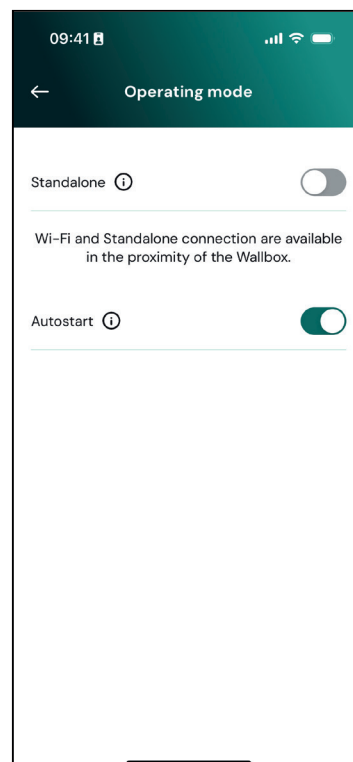 09:41
Operating mode
Standalone
Wi-Fi and Standalone connection are available
in the proximity of the Wallbox.
Autostart